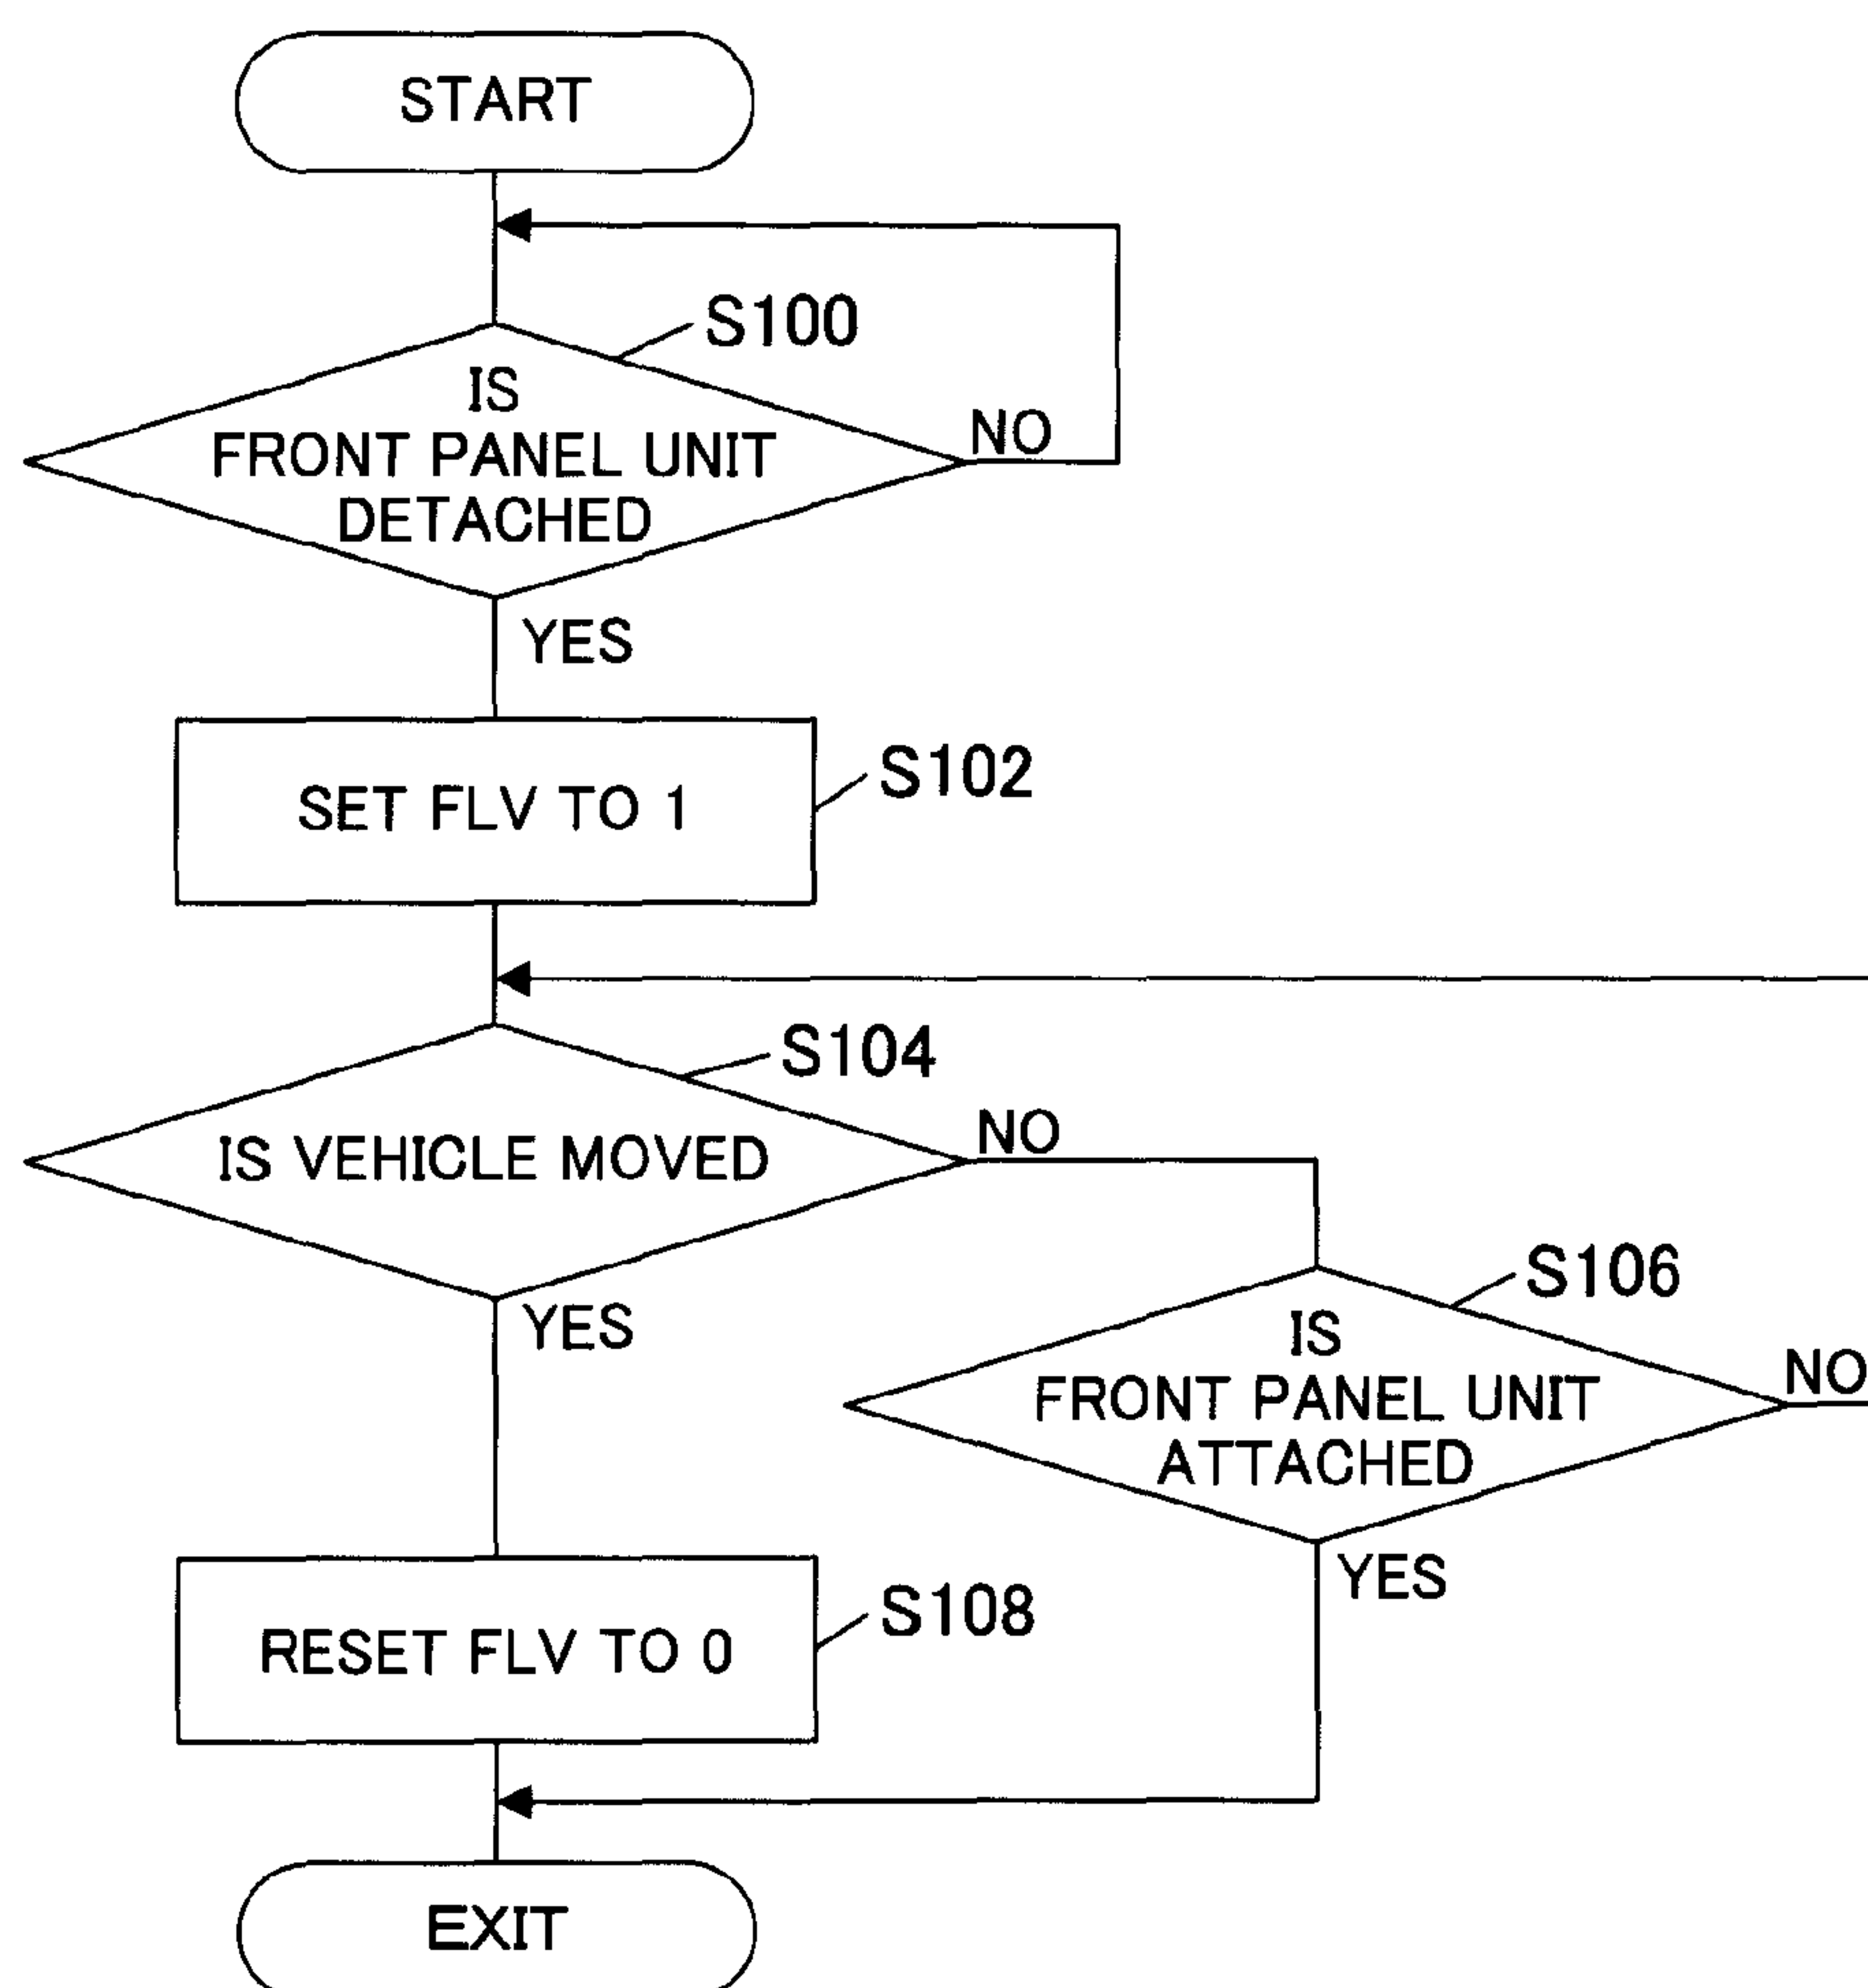 START
S100
IS
FRONT PANEL UNIT
DETACHED
NO
YES
SET FLV TO 1
S102
S104
IS VEHICLE MOVED
NO
YES
S106
IS
FRONT PANEL UNIT
ATTACHED
NO
YES
RESET FLV TO 0
S108
EXIT